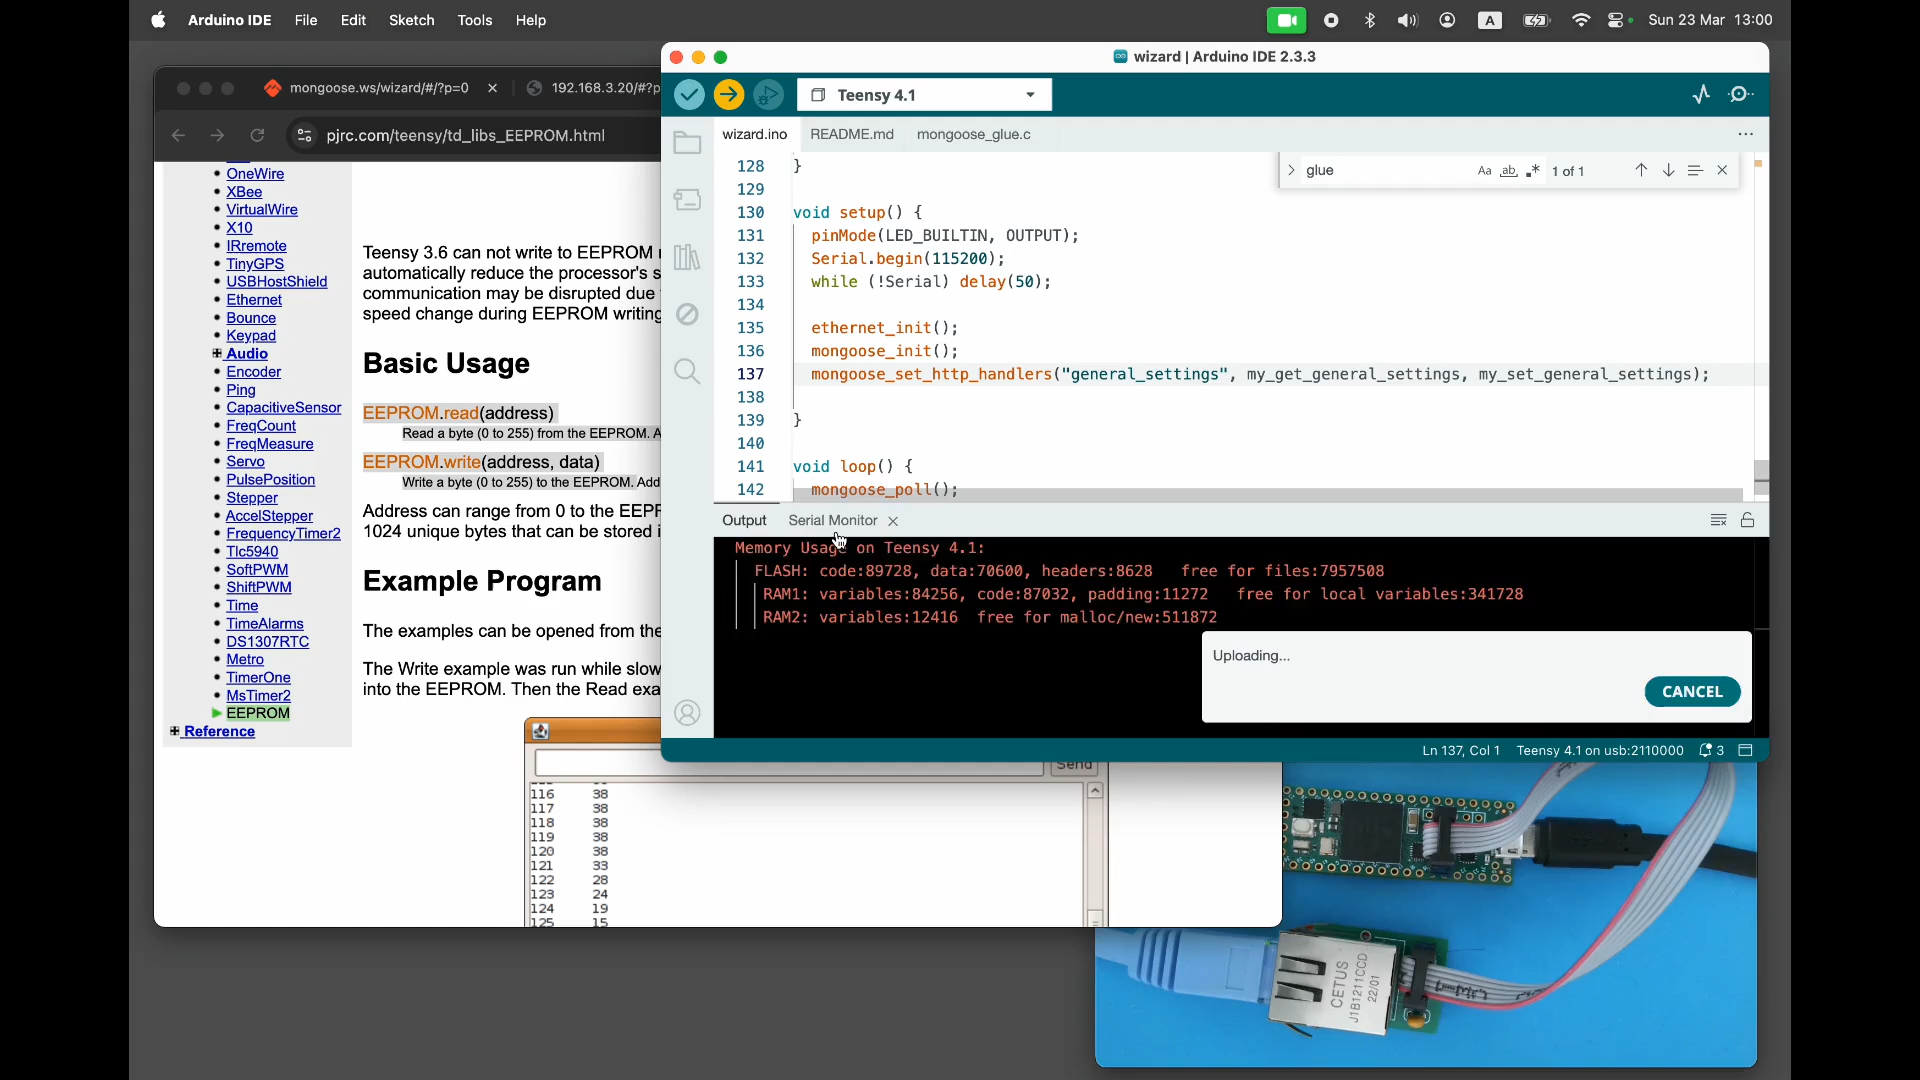 Arduino IDE File Edit Sketch Tools Help
A
Sun 23 Mar 13:00
mongoose.ws/wizard/#/?p=0
192.168.3.20/#?p
pjrc.com/teensy/td_libs_EEPROM.html
OneWire
XBee
VirtualWire
X10
IRremote
TinyGPS
USBHostShield
Ethernet
Bounce
Keypad
Audio
Encoder
Ping
CapacitiveSensor
FreqCount
FreqMeasure
Servo
PulsePosition
Stepper
AccelStepper
FrequencyTimer2
Tlc5940
SoftPWM
ShiftPWM
Time
TimeAlarms
DS1307RTC
Metro
TimerOne
MsTimer2
EEPROM
Reference
Teensy 3.6 can not write to EEPROM
automatically reduce the processor's s
communication may be disrupted due
speed change during EEPROM writing
Basic Usage
EEPROM.read(address)
Read a byte (0 to 255) from the EEPROM. A
EEPROM.write(address, data)
Write a byte (0 to 255) to the EEPROM. Add
Address can range from 0 to the EEPF
1024 unique bytes that can be stored i
Example Program
The examples can be opened from the
The Write example was run while slow
into the EEPROM. Then the Read exa
Send
116 38
117 38
118 38
119 38
120 38
121 33
122 28
123 24
124 19
125 15
wizard | Arduino IDE 2.3.3
Teensy 4.1
wizard.ino README.md mongoose_glue.c
glue
Aa ab 1 of 1
128 }
129
130 void setup() {
131 pinMode(LED_BUILTIN, OUTPUT);
132 Serial.begin(115200);
133 while (!Serial) delay(50);
134
135 ethernet_init();
136 mongoose_init();
137 mongoose_set_http_handlers("general_settings", my_get_general_settings, my_set_general_settings);
138
139 }
140
141 void loop() {
142 mongoose_poll();
Output Serial Monitor
Memory Usage on Teensy 4.1:
FLASH: code:89728, data:70600, headers:8628 free for files:7957508
RAM1: variables:84256, code:87032, padding:11272 free for local variables:341728
RAM2: variables:12416 free for malloc/new:511872
Uploading...
CANCEL
Ln 137, Col 1 Teensy 4.1 on usb:2110000 3
CETUS
J1B1211CCD
22/01